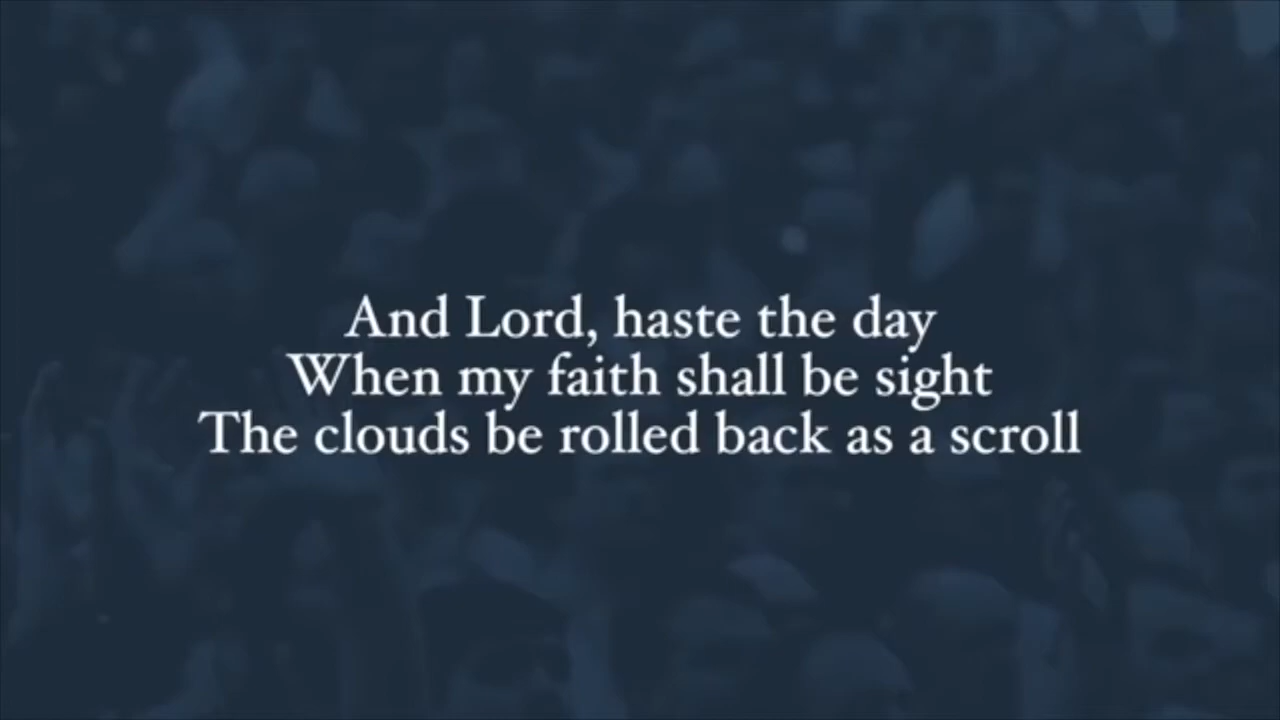 And Lord, haste the day
When my faith shall be sight
The clouds be rolled back as a scroll